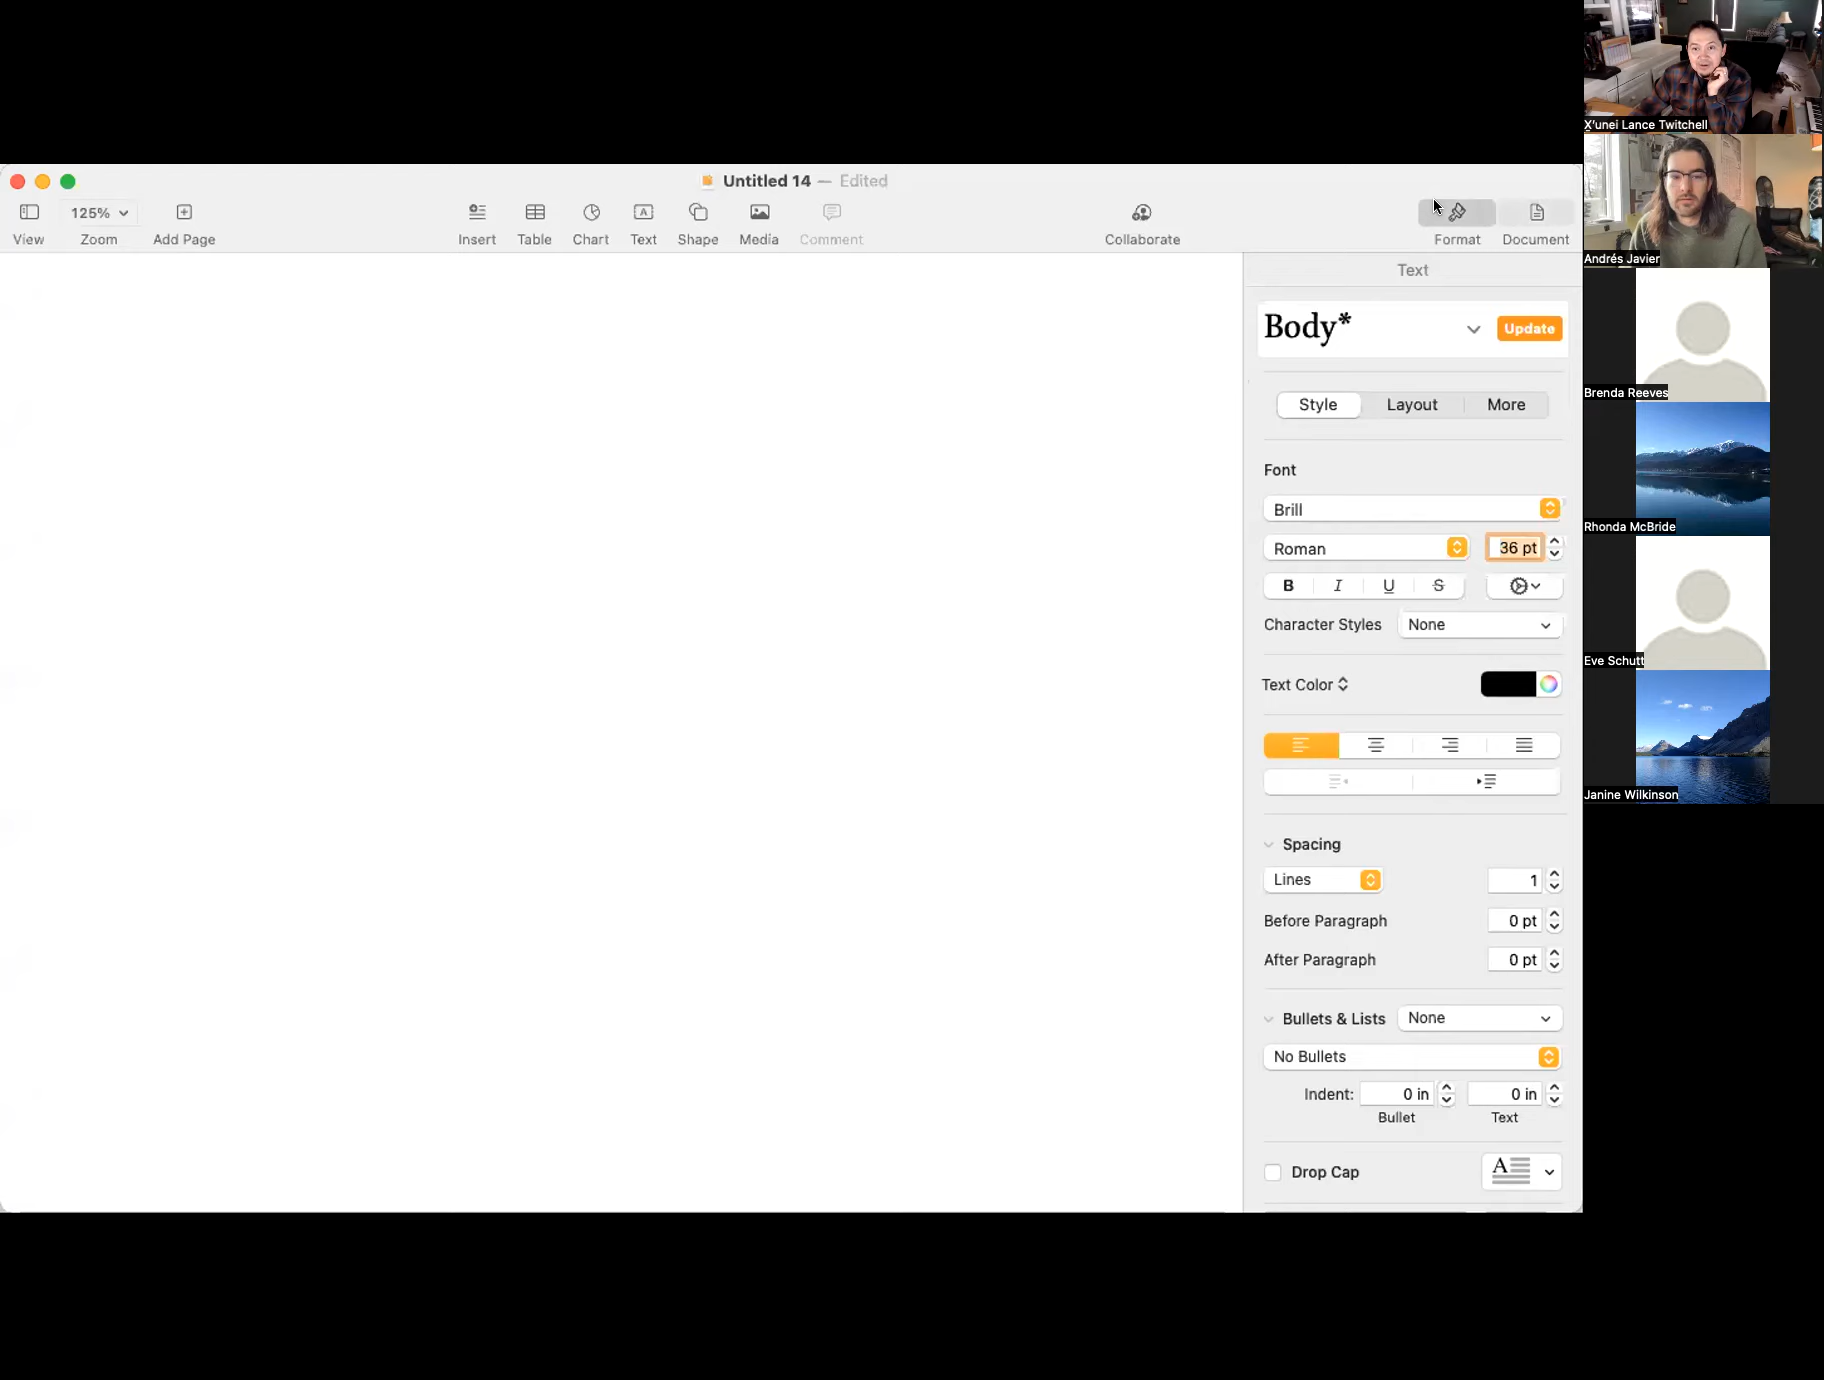 Untitled 14 — Edited
125%
View
Zoom
Add Page
Insert
Table
Chart
Text
Shape
Media
Comment
Collaborate
Format
Document
Text
Body*
Update
Style
Layout
More
Font
Brill
Roman
36 pt
B I U S
Character Styles
None
Text Color
Spacing
Lines
1
Before Paragraph
0 pt
After Paragraph
0 pt
Bullets & Lists
None
No Bullets
Indent:
0 in
0 in
Bullet
Text
Drop Cap
A
X̱ʼunei Lance Twitchell
Andrés Javier
Brenda Reeves
Rhonda McBride
Eve Schutt
Janine Wilkinson